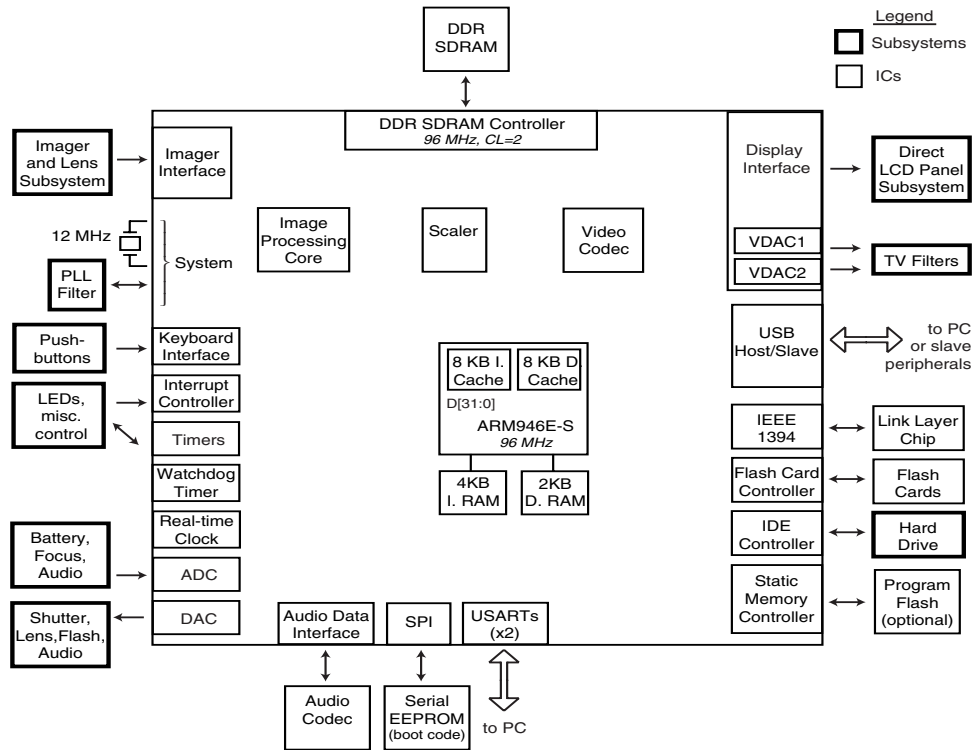 Legend
Subsystems
ICs
DDR
SDRAM
DDR SDRAM Controller
96 MHz, CL=2
Imager
and Lens
Subsystem
Imager
Interface
12 MHz
PLL
Filter
System
Image
Processing
Core
Scaler
Video
Codec
Display
Interface
VDAC1
VDAC2
Direct
LCD Panel
Subsystem
TV Filters
Push-
buttons
Keyboard
Interface
LEDs,
misc.
control
Interrupt
Controller
Timers
Watchdog
Timer
Real-time
Clock
Battery,
Focus,
Audio
ADC
Shutter,
Lens,Flash,
Audio
DAC
8 KB I.
Cache
8 KB D.
Cache
D[31:0]
ARM946E-S
96 MHz
4KB
I. RAM
2KB
D. RAM
USB
Host/Slave
to PC
or slave
peripherals
IEEE
1394
Link Layer
Chip
Flash Card
Controller
Flash
Cards
IDE
Controller
Hard
Drive
Static
Memory
Controller
Program
Flash
(optional)
Audio Data
Interface
SPI
USARTs
(x2)
Audio
Codec
Serial
EEPROM
(boot code)
to PC